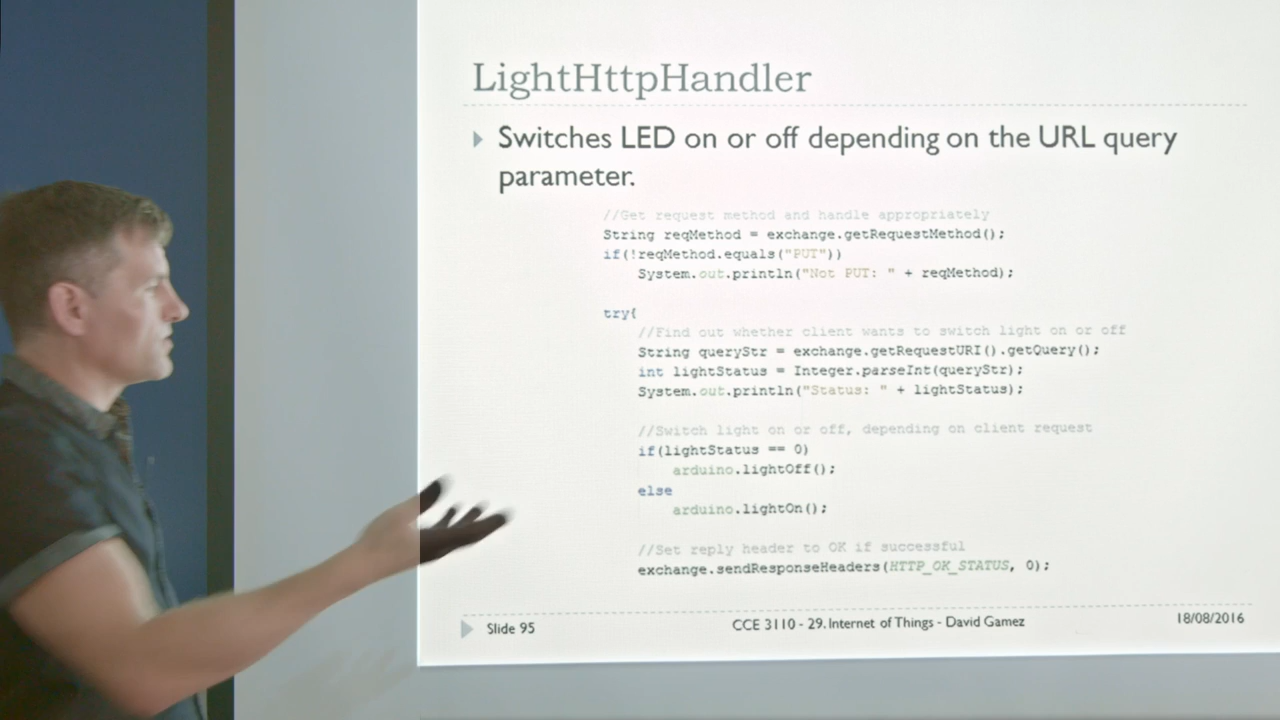 LightHttpHandler
Switches LED on or off depending on the URL query
parameter.
//Get request method and handle appropriately
String reqMethod = exchange.getRequestMethod();
if(!reqMethod.equals("PUT"))
System.out.println("Not PUT: " + reqMethod);
try{
//Find out whether client wants to switch light on or off
String queryStr = exchange.getRequestURI().getQuery();
int lightStatus = Integer.parseInt(queryStr);
System.out.println("Status: " + lightStatus);
//Switch light on or off, depending on client request
if(lightStatus == 0)
arduino.lightOff();
else
arduino.lightOn();
//Set reply header to OK if successful
exchange.sendResponseHeaders(HTTP_OK_STATUS, 0);
Slide 95 CCE 3110 - 29. Internet of Things - David Gamez 18/08/2016